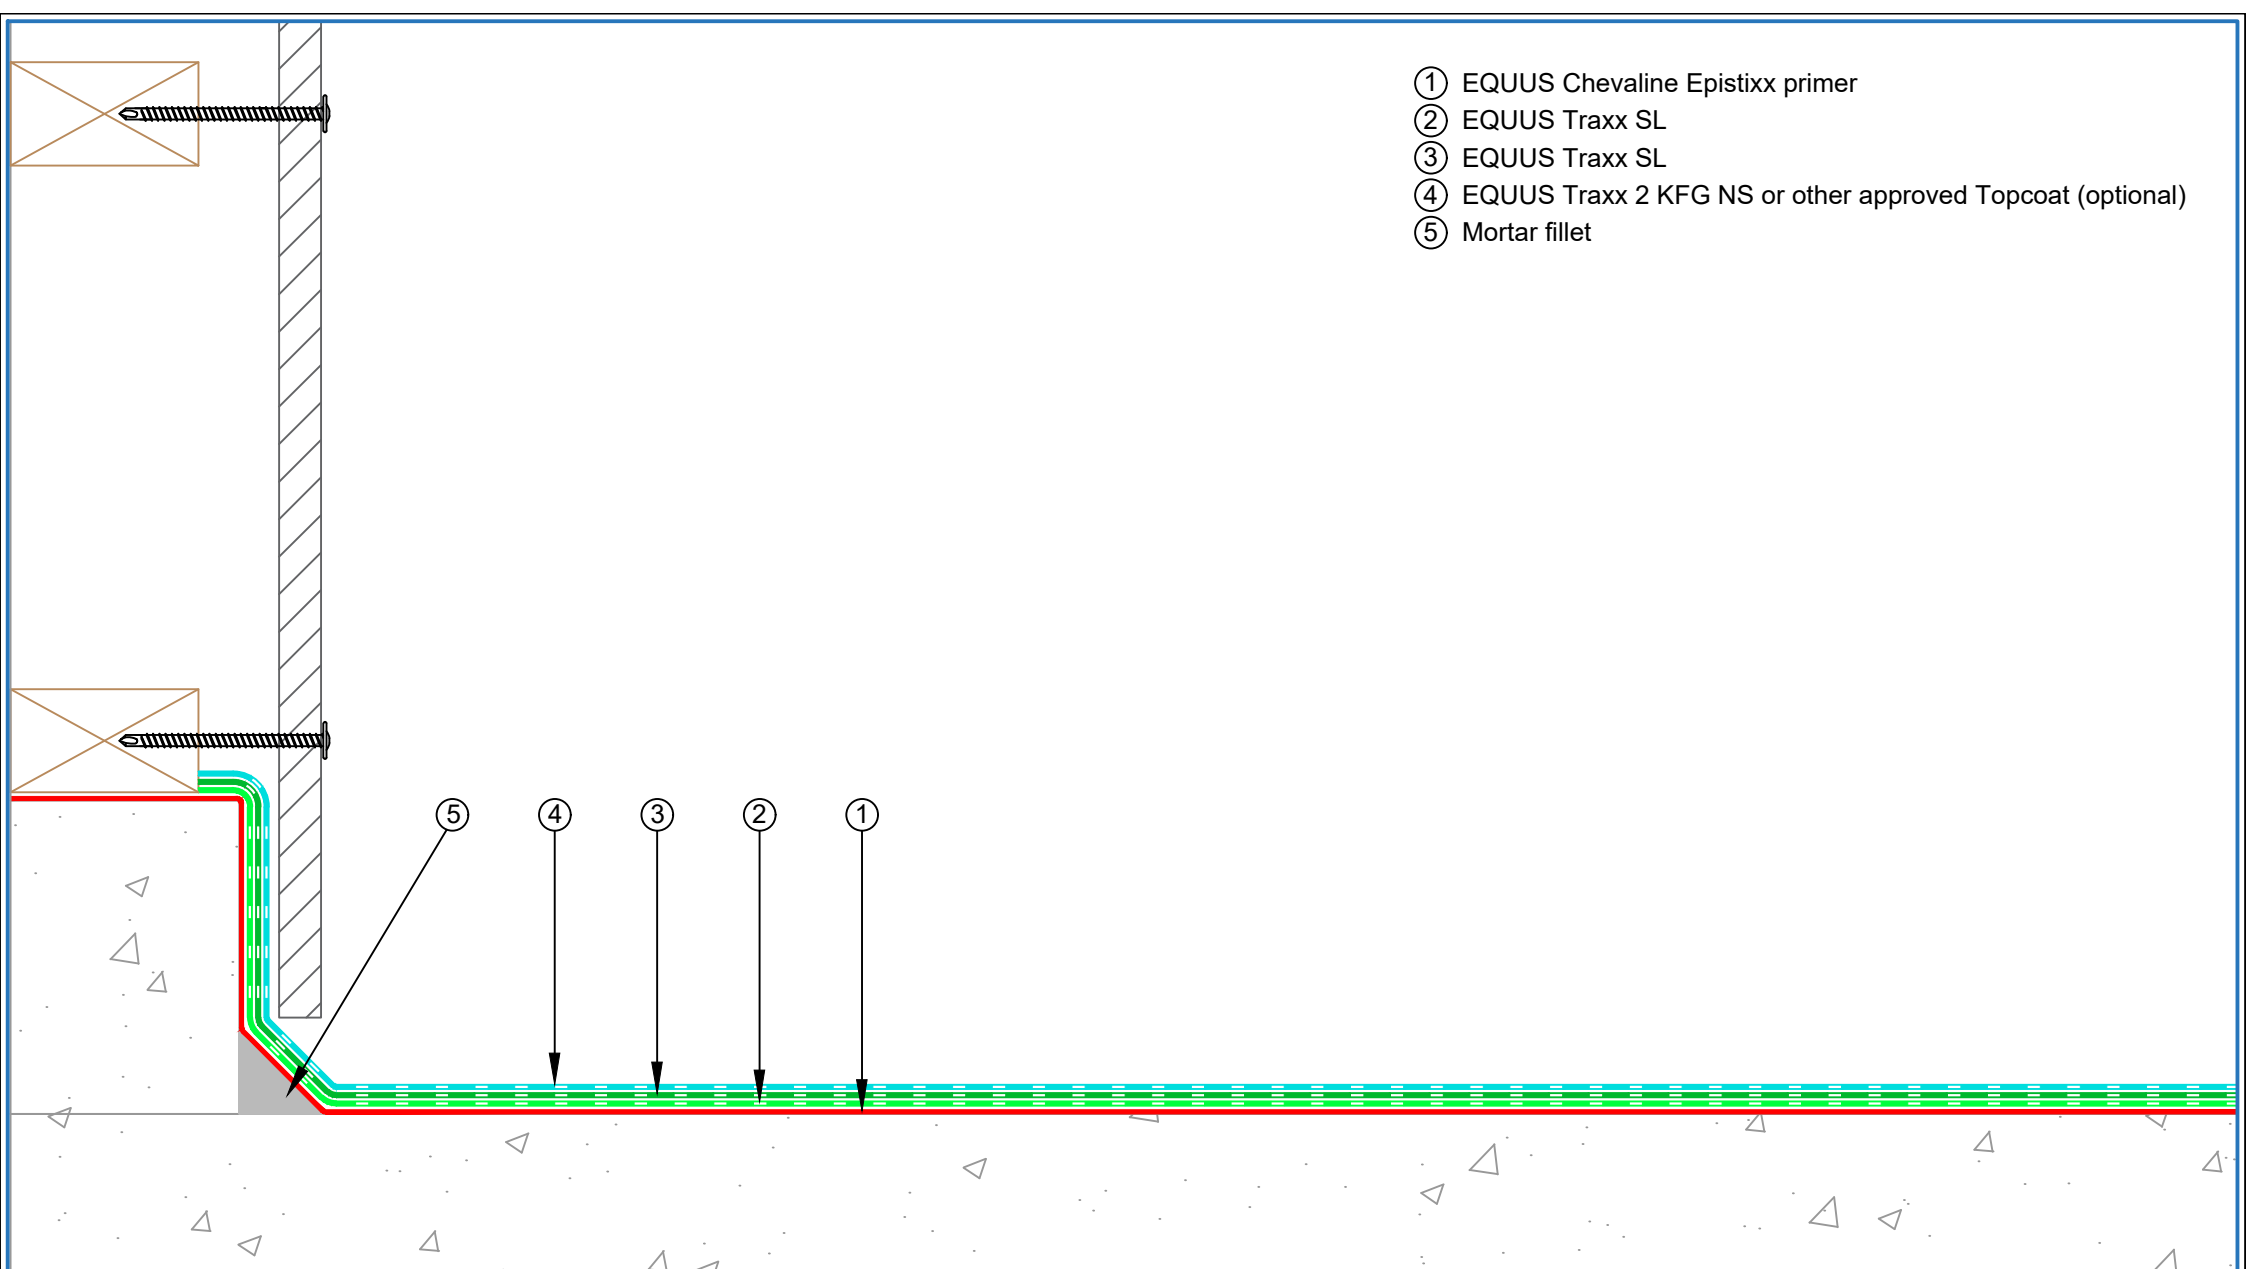 1 EQUUS Chevaline Epistixx primer
2 EQUUS Traxx SL
3 EQUUS Traxx SL
4 EQUUS Traxx 2 KFG NS or other approved Topcoat (optional)
5 Mortar fillet
5 4 3 2 1